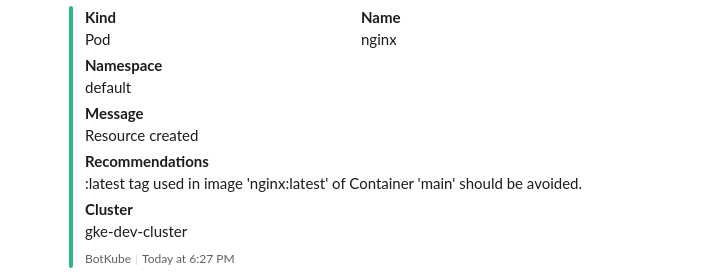 Kind Name
Pod nginx
Namespace
default
Message
Resource created
Recommendations
:latest tag used in image 'nginx:latest' of Container 'main' should be avoided.
Cluster
gke-dev-cluster
BotKube | Today at 6:27 PM